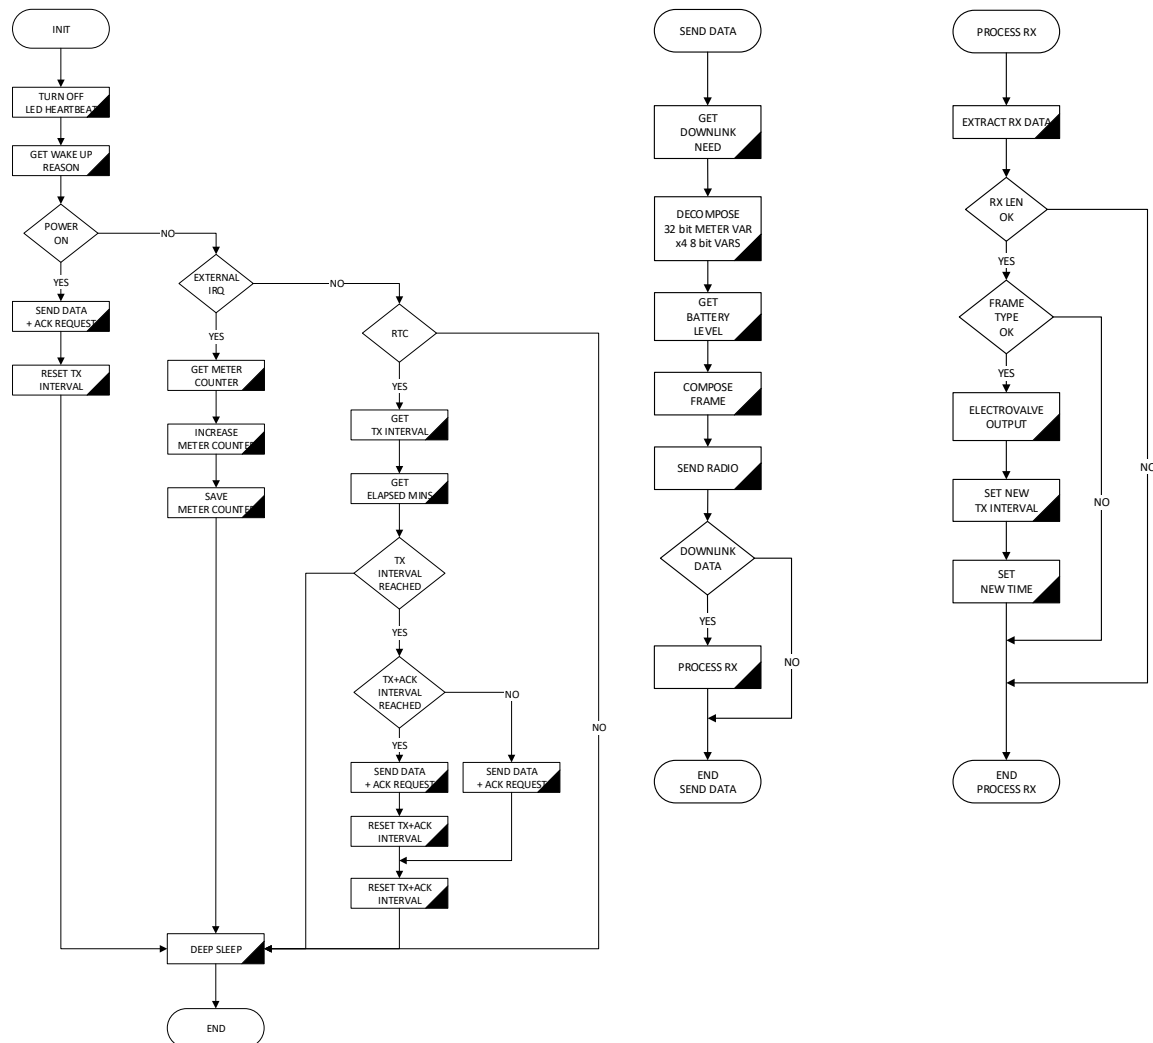 INIT
TURN OFF
LED HEARTBEAT
GET WAKE UP
REASON
POWER
ON
NO
YES
SEND DATA
+ ACK REQUEST
RESET TX
INTERVAL
EXTERNAL
IRQ
NO
YES
GET METER
COUNTER
INCREASE
METER COUNTER
SAVE
METER COUNTER
RTC
YES
GET
TX INTERVAL
GET
ELAPSED MINS
TX
INTERVAL
REACHED
YES
TX+ACK
INTERVAL
REACHED
NO
YES
NO
SEND DATA
+ ACK REQUEST
SEND DATA
+ ACK REQUEST
RESET TX+ACK
INTERVAL
RESET TX+ACK
INTERVAL
DEEP SLEEP
END
SEND DATA
GET
DOWNLINK
NEED
DECOMPOSE
32 bit METER VAR
x4 8 bit VARS
GET
BATTERY
LEVEL
COMPOSE
FRAME
SEND RADIO
DOWNLINK
DATA
YES
NO
PROCESS RX
END
SEND DATA
PROCESS RX
EXTRACT RX DATA
RX LEN
OK
YES
FRAME
TYPE
OK
YES
ELECTROVALVE
OUTPUT
NO
SET NEW
TX INTERVAL
NO
SET
NEW TIME
END
PROCESS RX